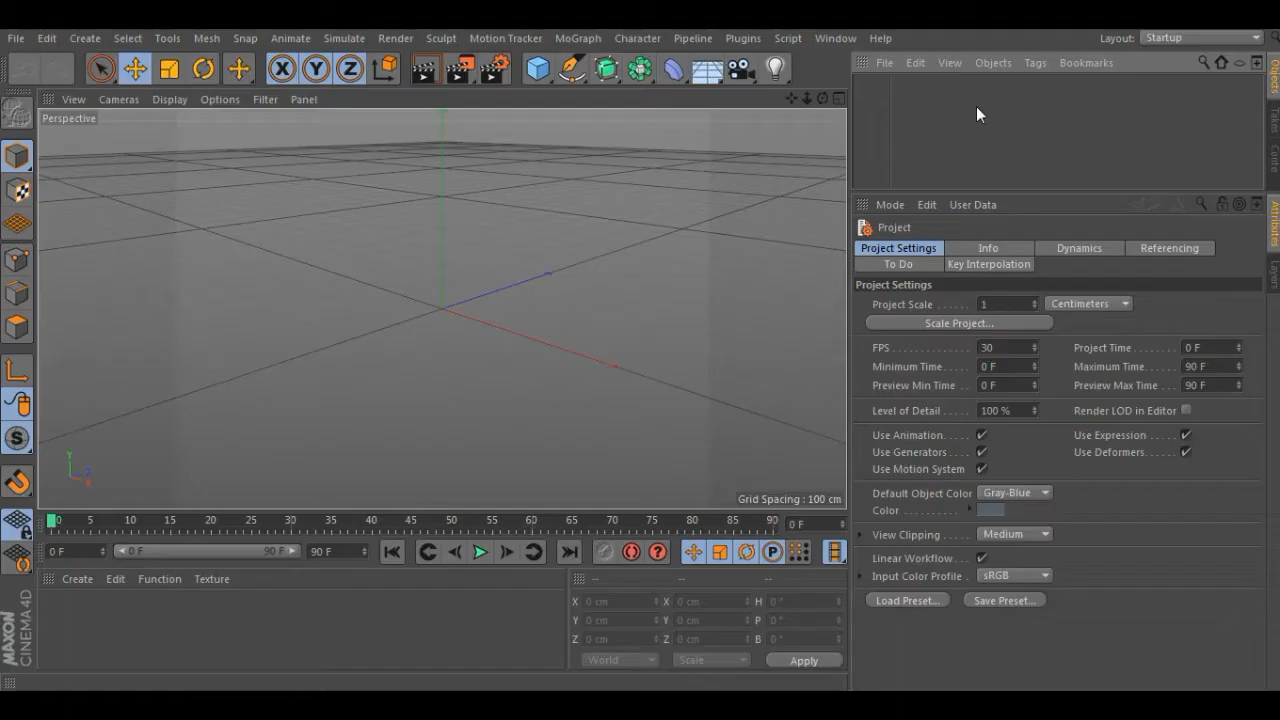 File Edit Create Select Tools Mesh Snap Animate Simulate Render Sculpt Motion Tracker MoGraph Character Pipeline Plugins Script Window Help Layout: Startup
X Y Z File Edit View Objects Tags Bookmarks
View Cameras Display Options Filter Panel
Perspective
Objects
Takes
Mode Edit User Data
Attributes
Layers
Project
Project Settings Info Dynamics Referencing
To Do Key Interpolation
Project Settings
Project Scale 1 Centimeters
Scale Project...
FPS 30 Project Time 0 F
Minimum Time 0 F Maximum Time 90 F
Preview Min Time 0 F Preview Max Time 90 F
Level of Detail 100 % Render LOD in Editor
Use Animation Use Expression
Use Generators Use Deformers
Use Motion System
Default Object Color Gray-Blue
Color
View Clipping Medium
Linear Workflow
Input Color Profile sRGB
Load Preset... Save Preset...
S
Y
Z
X
Grid Spacing : 100 cm
0 5 10 15 20 25 30 35 40 45 50 55 60 65 70 75 80 85 90 0 F
0 F 0 F 90 F 90 F ? P
Create Edit Function Texture
-- -- --
X 0 cm X 0 cm H 0 °
Y 0 cm Y 0 cm P 0 °
Z 0 cm Z 0 cm B 0 °
World Scale Apply
MAXON
CINEMA 4D